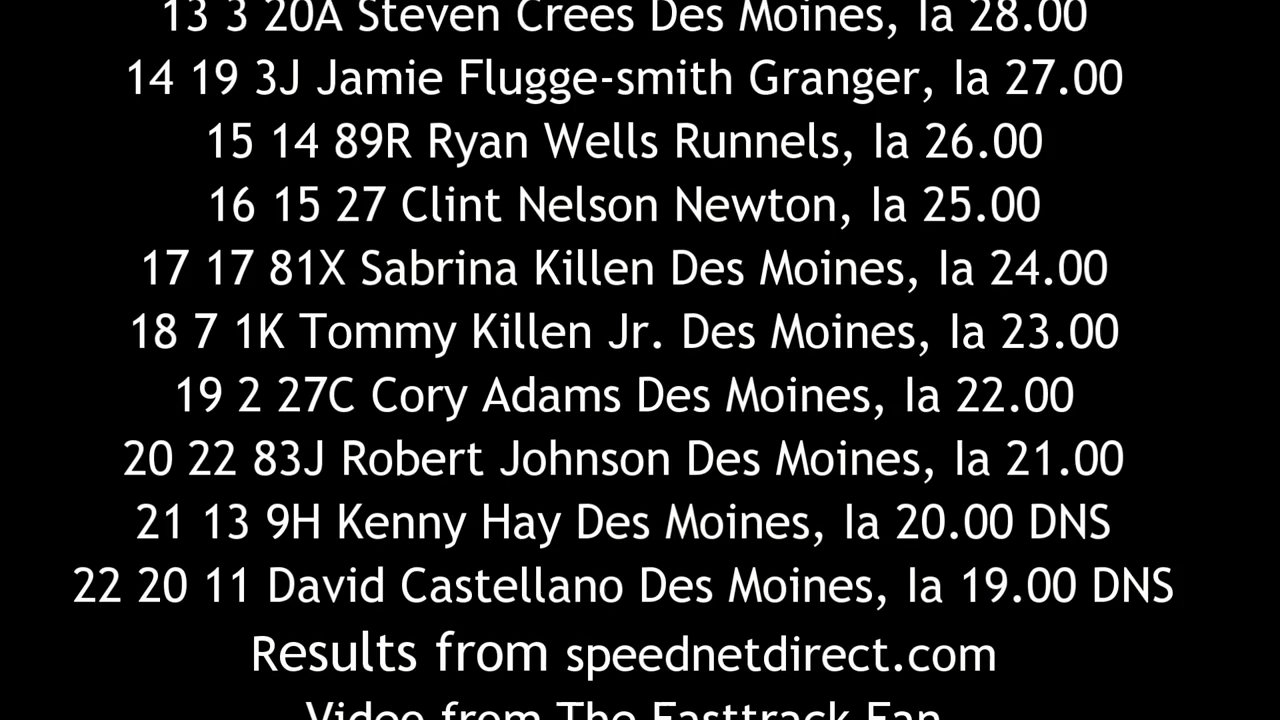 13 3 20A Steven Crees Des Moines, Ia 28.00
14 19 3J Jamie Flugge-smith Granger, Ia 27.00
15 14 89R Ryan Wells Runnels, Ia 26.00
16 15 27 Clint Nelson Newton, Ia 25.00
17 17 81X Sabrina Killen Des Moines, Ia 24.00
18 7 1K Tommy Killen Jr. Des Moines, Ia 23.00
19 2 27C Cory Adams Des Moines, Ia 22.00
20 22 83J Robert Johnson Des Moines, Ia 21.00
21 13 9H Kenny Hay Des Moines, Ia 20.00 DNS
22 20 11 David Castellano Des Moines, Ia 19.00 DNS
Results from speednetdirect.com
Video from The Fasttrack Fan